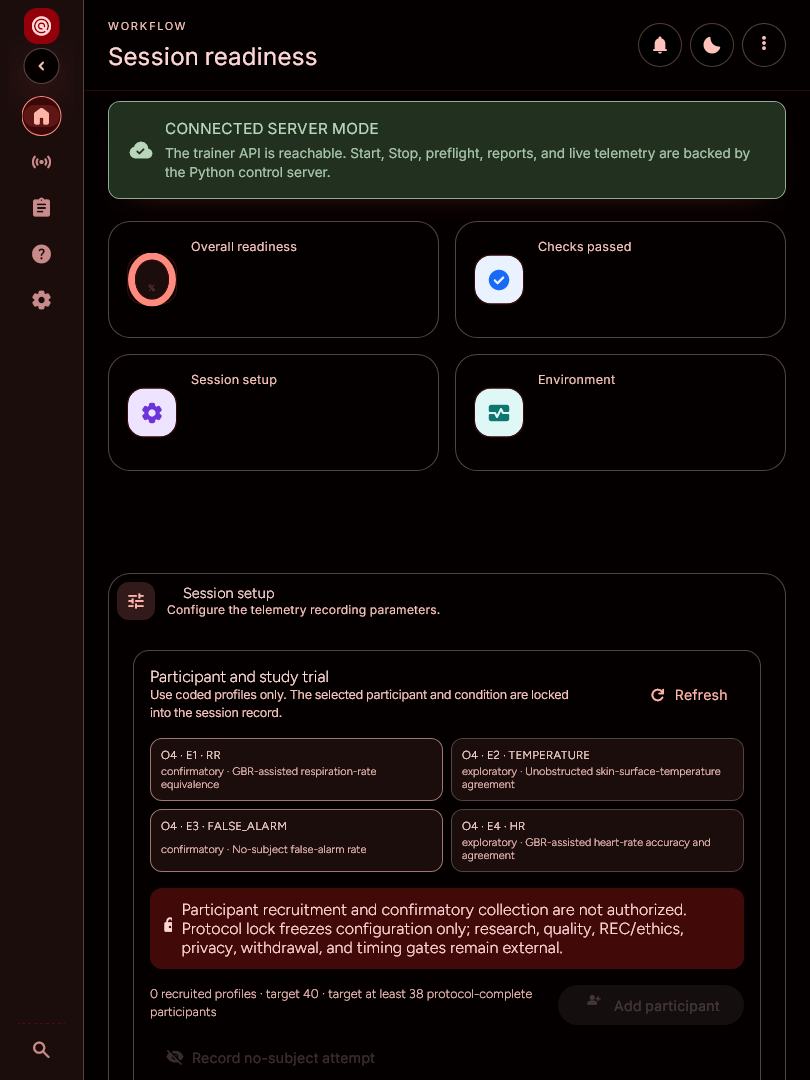 WORKFLOW
Session readiness
CONNECTED SERVER MODE
The trainer API is reachable. Start, Stop, preflight, reports, and live telemetry are backed by
the Python control server.
Overall readiness
%
Checks passed
Session setup
Environment
Session setup
Configure the telemetry recording parameters.
Participant and study trial
Use coded profiles only. The selected participant and condition are locked
into the session record.
Refresh
O4 · E1 · RR
confirmatory · GBR-assisted respiration-rate
equivalence
O4 · E2 · TEMPERATURE
exploratory · Unobstructed skin-surface-temperature
agreement
O4 · E3 · FALSE_ALARM
confirmatory · No-subject false-alarm rate
O4 · E4 · HR
exploratory · GBR-assisted heart-rate accuracy and
agreement
Participant recruitment and confirmatory collection are not authorized.
Protocol lock freezes configuration only; research, quality, REC/ethics,
privacy, withdrawal, and timing gates remain external.
0 recruited profiles · target 40 · target at least 38 protocol-complete
participants
Add participant
Record no-subject attempt